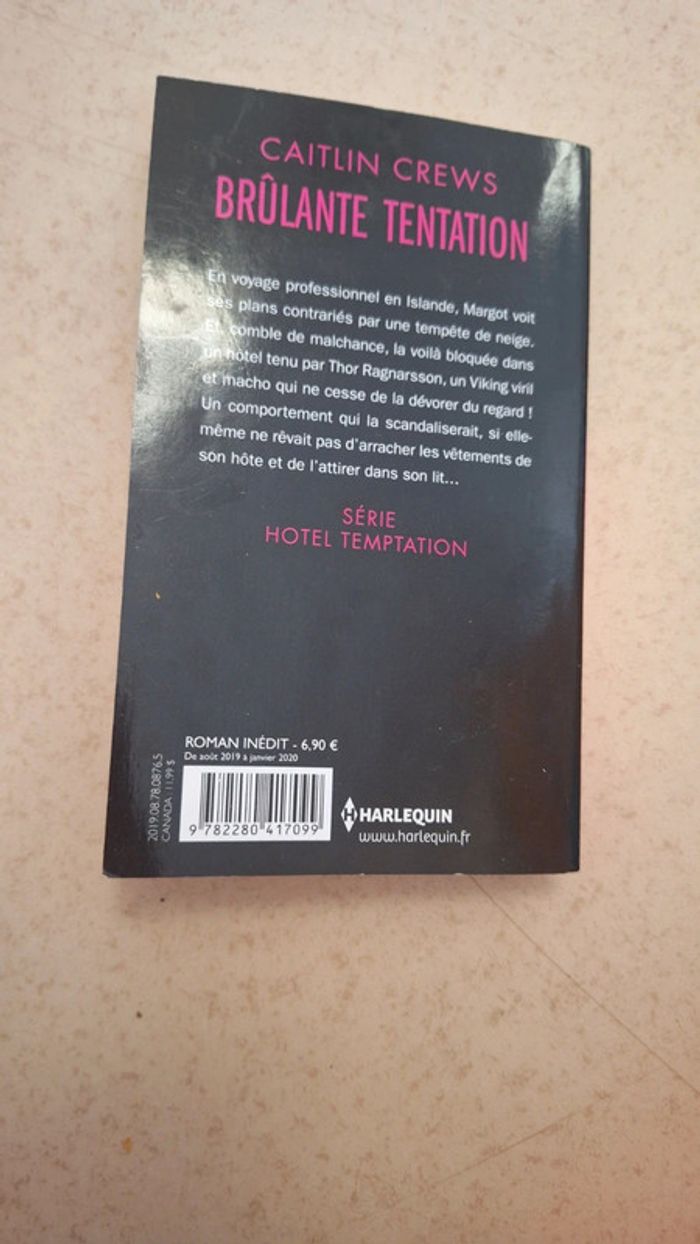 CAITLIN CREWS
BRÛLANTE TENTATION
En voyage professionnel en Islande, Margot voit
ses plans contrariés par une tempête de neige.
Et, comble de malchance, la voilà bloquée dans
un hôtel tenu par Thor Ragnarsson, un Viking viril
et macho qui ne cesse de la dévorer du regard !
Un comportement qui la scandaliserait, si elle-
même ne rêvait pas d'arracher les vêtements de
son hôte et de l'attirer dans son lit...
SÉRIE
HOTEL TEMPTATION
ROMAN INÉDIT - 6,90 €
De août 2019 à janvier 2020
2019.08.78.0876.5
CANADA : 11,99 $
9 782280 417099
H HARLEQUIN
www.harlequin.fr